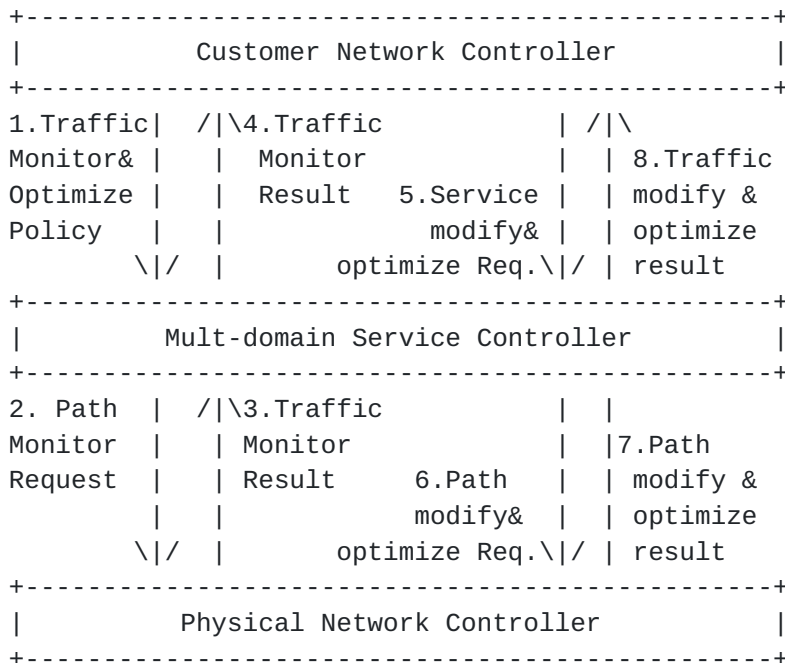 +------------------------------------------------+
|           Customer Network Controller          |
+------------------------------------------------+
1.Traffic|  /|\4.Traffic           | /|\
Monitor& |   |  Monitor            |  | 8.Traffic
Optimize |   |  Result   5.Service |  | modify &
Policy   |   |             modify& |  | optimize
        \|/  |       optimize Req.\|/ | result
+------------------------------------------------+
|         Mult-domain Service Controller         |
+------------------------------------------------+
2. Path  |  /|\3.Traffic           |  |
Monitor  |   | Monitor             |  |7.Path
Request  |   | Result     6.Path   |  | modify &
         |   |            modify&  |  | optimize
        \|/  |       optimize Req.\|/ | result
+------------------------------------------------+
|          Physical Network Controller           |
+------------------------------------------------+